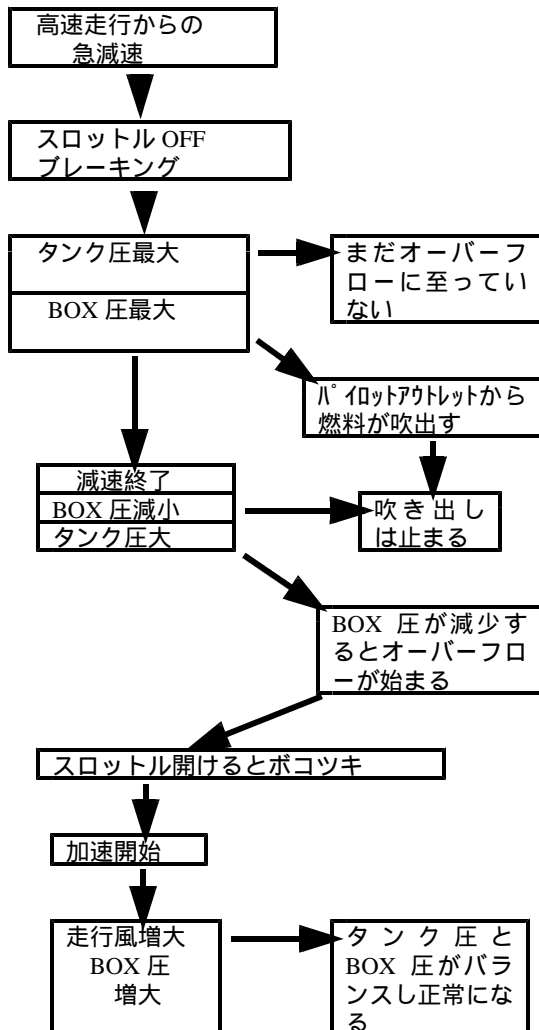 高速走行からの
急減速
スロットル OFF
ブレーキング
タンク圧最大
BOX 圧最大
まだオーバーフ
ローに至ってい
ない
ﾊﾟｲﾛｯﾄｱｳﾄﾚｯﾄから
燃料が吹出す
減速終了
BOX 圧減小
タンク圧大
吹き出し
は止まる
BOX 圧が減少す
るとオーバーフロ
ーが始まる
スロットル開けるとボコツキ
加速開始
走行風増大
BOX 圧
増大
タンク圧と
BOX 圧がバラ
ンスし正常にな
る